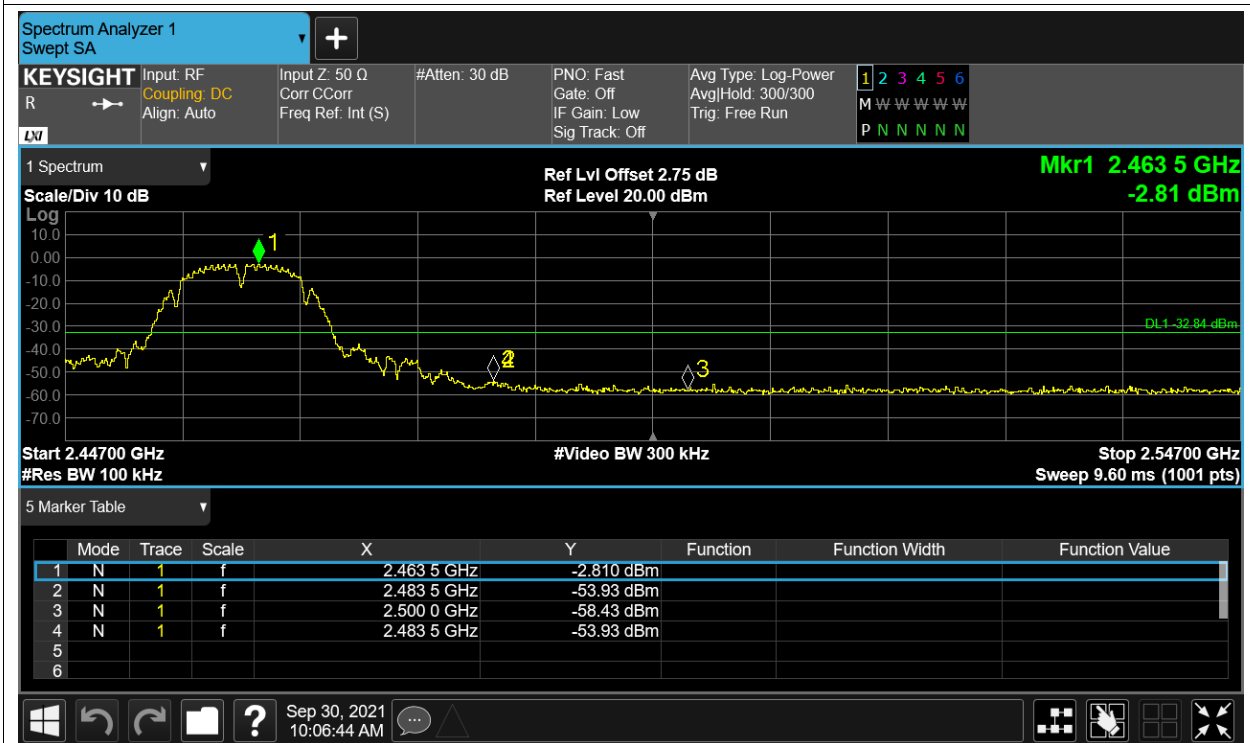 Spectrum Analyzer 1
Swept SA
KEYSIGHT Input: RF Input Z: 50 Ω #Atten: 30 dB PNO: Fast Avg Type: Log-Power 1 2 3 4 5 6
R Coupling: DC Corr CCorr Gate: Off Avg|Hold: 300/300 M W W W W W
Align: Auto Freq Ref: Int (S) IF Gain: Low Trig: Free Run
LXI Sig Track: Off P N N N N N
1 Spectrum Ref Lvl Offset 2.75 dB Mkr1 2.463 5 GHz
Scale/Div 10 dB Ref Level 20.00 dBm -2.81 dBm
Log
10.0
0.00
-10.0
-20.0
-30.0
-40.0
-50.0
-60.0
-70.0
1
DL1 -32.84 dBm
2
3
Start 2.44700 GHz #Video BW 300 kHz Stop 2.54700 GHz
#Res BW 100 kHz Sweep 9.60 ms (1001 pts)
5 Marker Table
Mode Trace Scale X Y Function Function Width Function Value
1 N 1 f 2.463 5 GHz -2.810 dBm
2 N 1 f 2.483 5 GHz -53.93 dBm
3 N 1 f 2.500 0 GHz -58.43 dBm
4 N 1 f 2.483 5 GHz -53.93 dBm
5
6
? Sep 30, 2021
10:06:44 AM